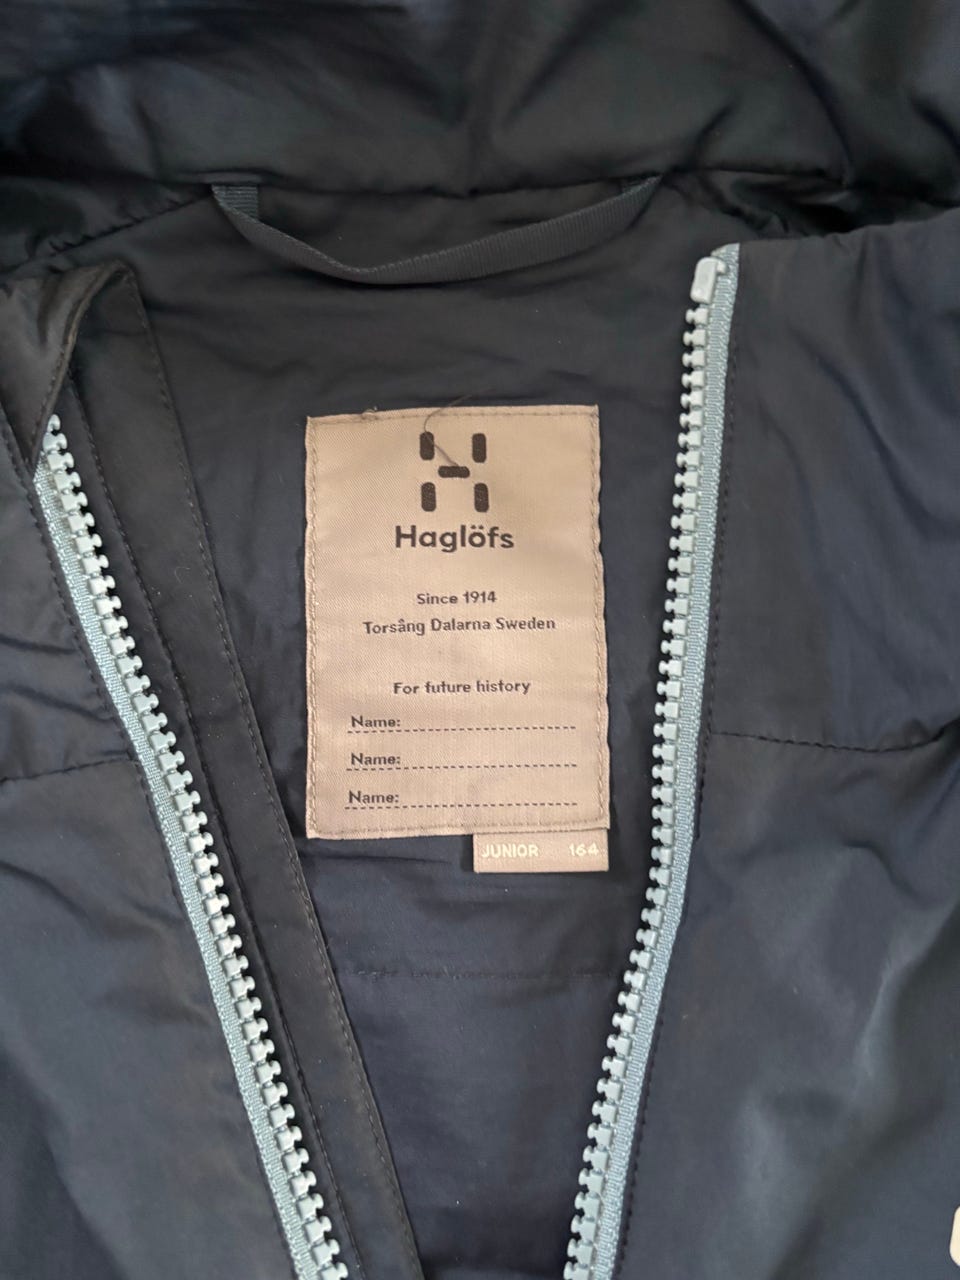 Haglöfs
Since 1914
Torsång Dalarna Sweden
For future history
Name:
Name:
Name:
JUNIOR 164